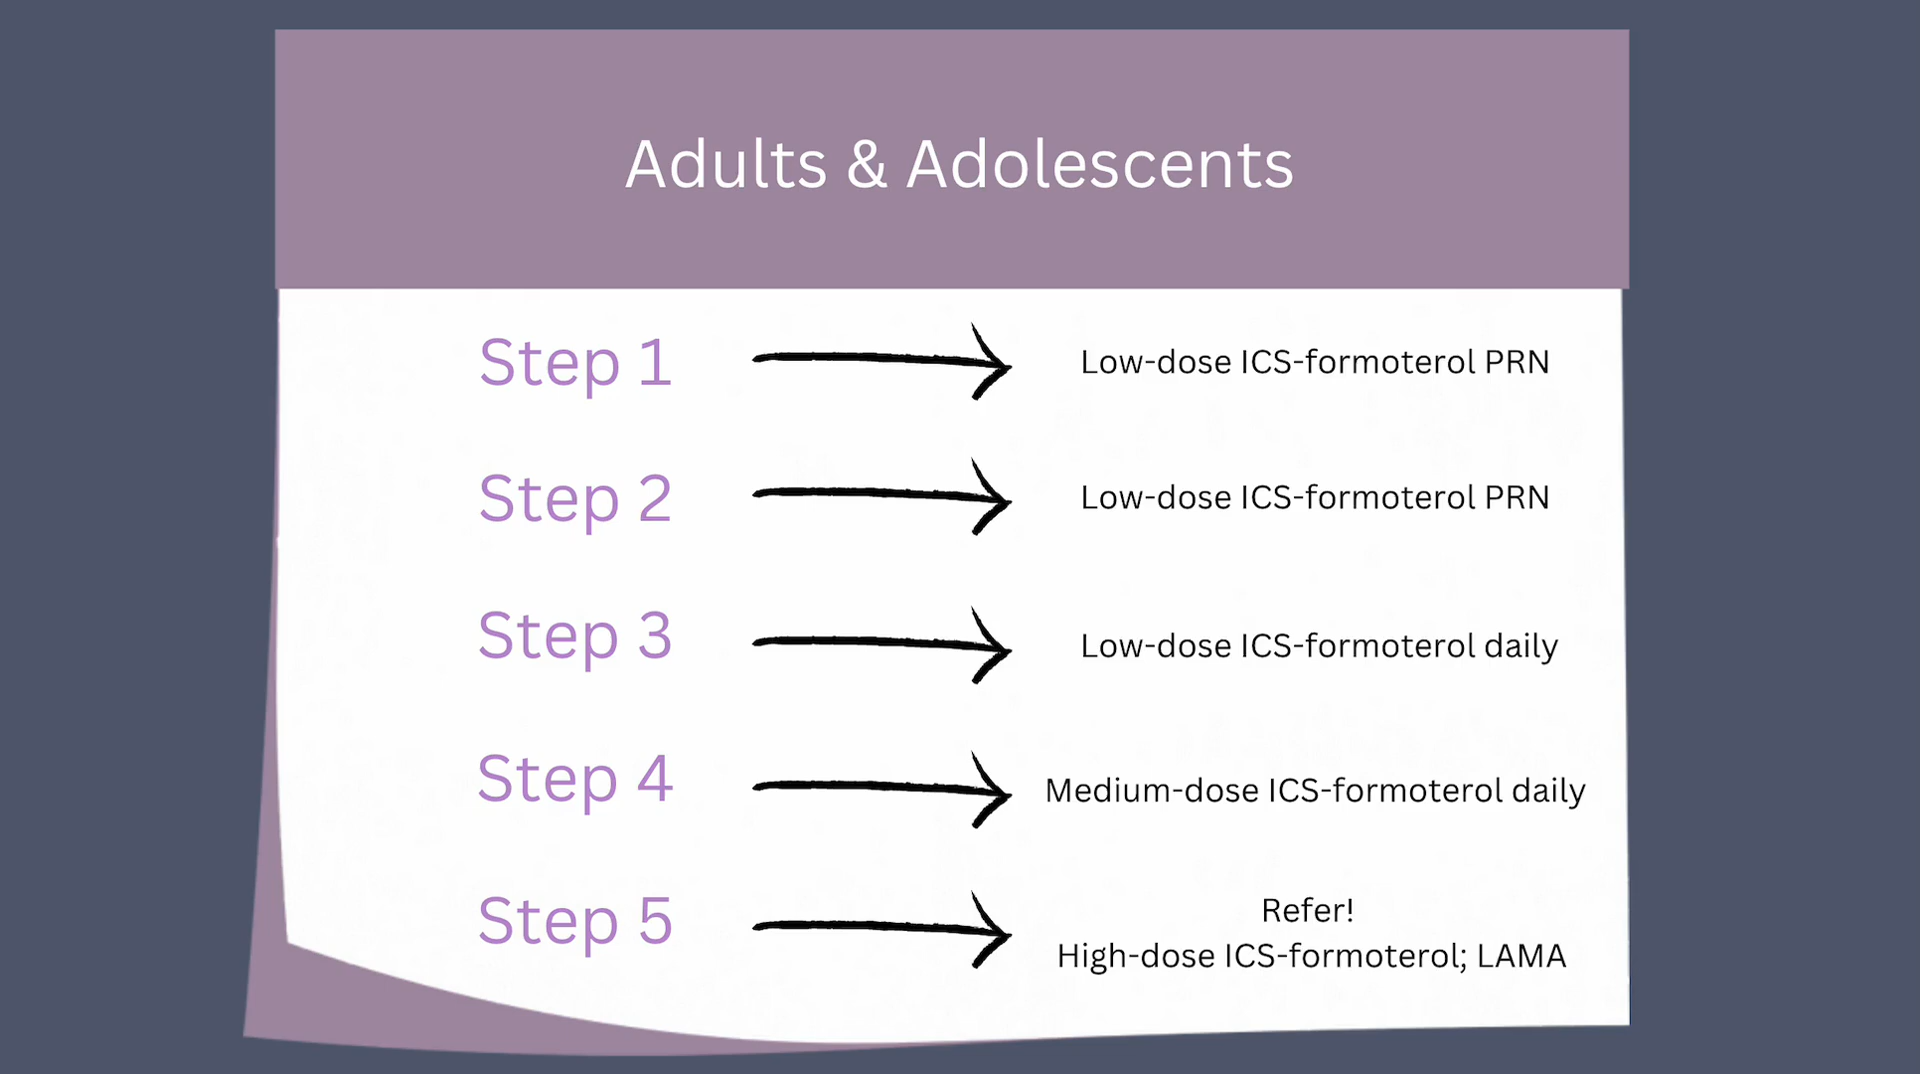 Adults & Adolescents
Step 1
Low-dose ICS-formoterol PRN
Step 2
Low-dose ICS-formoterol PRN
Step 3
Low-dose ICS-formoterol daily
Step 4
Medium-dose ICS-formoterol daily
Step 5
Refer!
High-dose ICS-formoterol; LAMA